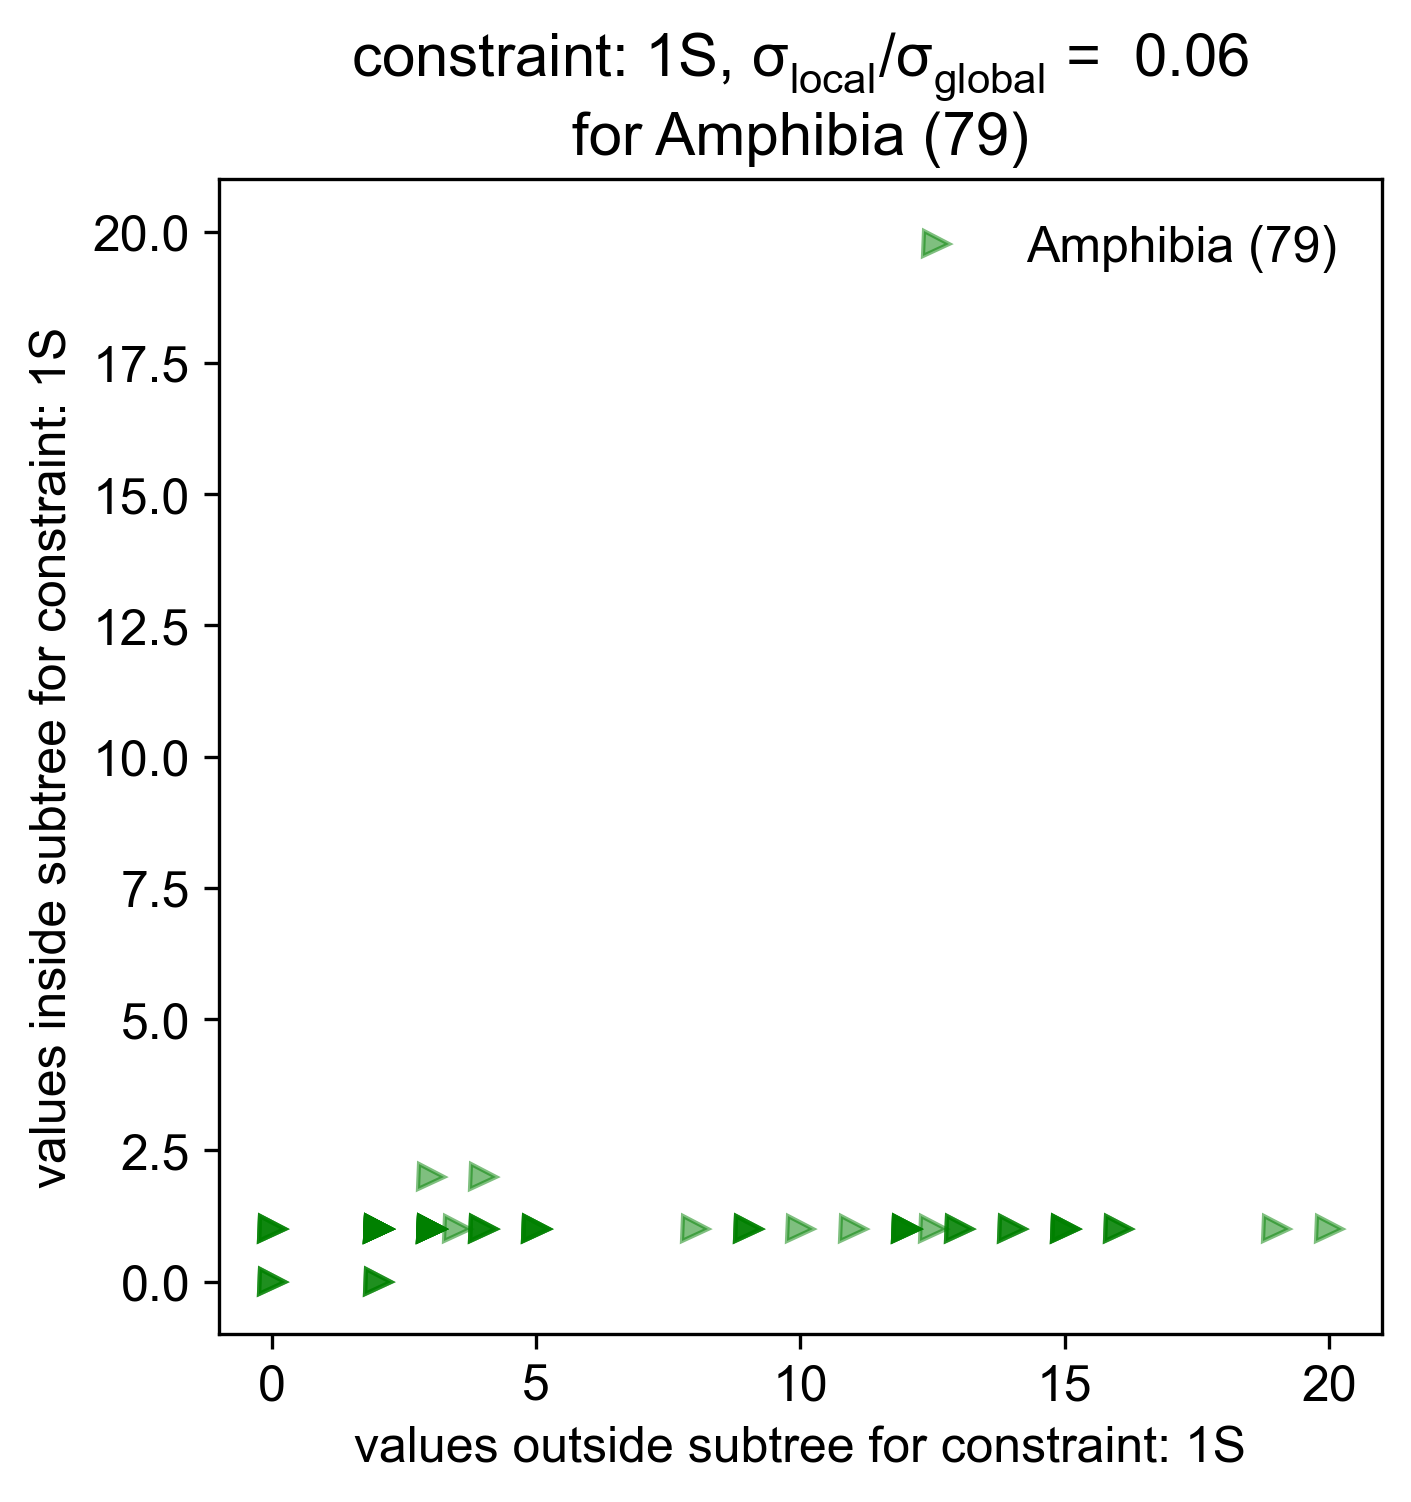 constraint: 1S, σlocal/σglobal = 0.06
for Amphibia (79)
Amphibia (79)
values inside subtree for constraint: 1S
20.0
17.5
15.0
12.5
10.0
7.5
5.0
2.5
0.0
0 5 10 15 20
values outside subtree for constraint: 1S